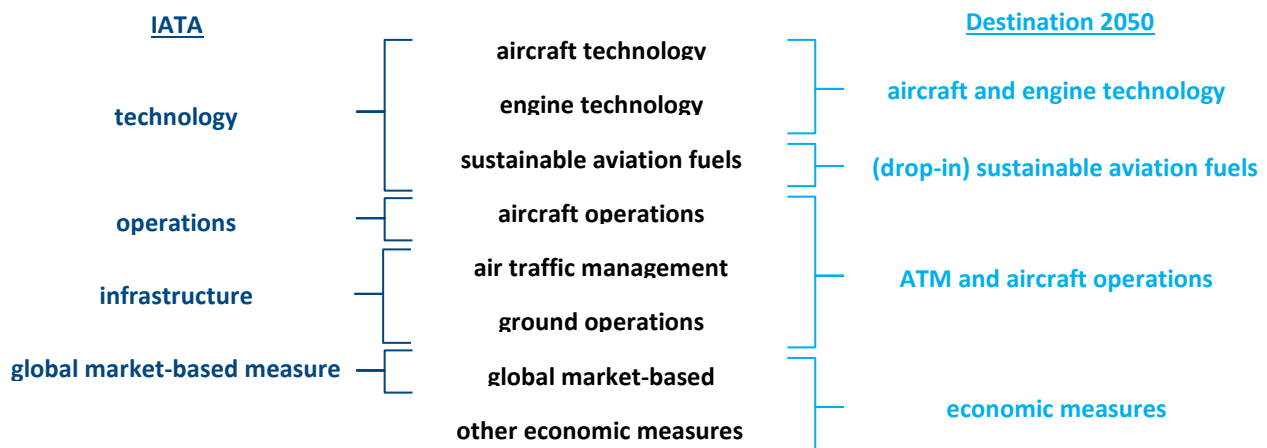 IATA
Destination 2050
aircraft technology
aircraft and engine technology
engine technology
technology
sustainable aviation fuels
(drop-in) sustainable aviation fuels
aircraft operations
operations
air traffic management
ATM and aircraft operations
infrastructure
ground operations
global market-based measure
global market-based
economic measures
other economic measures